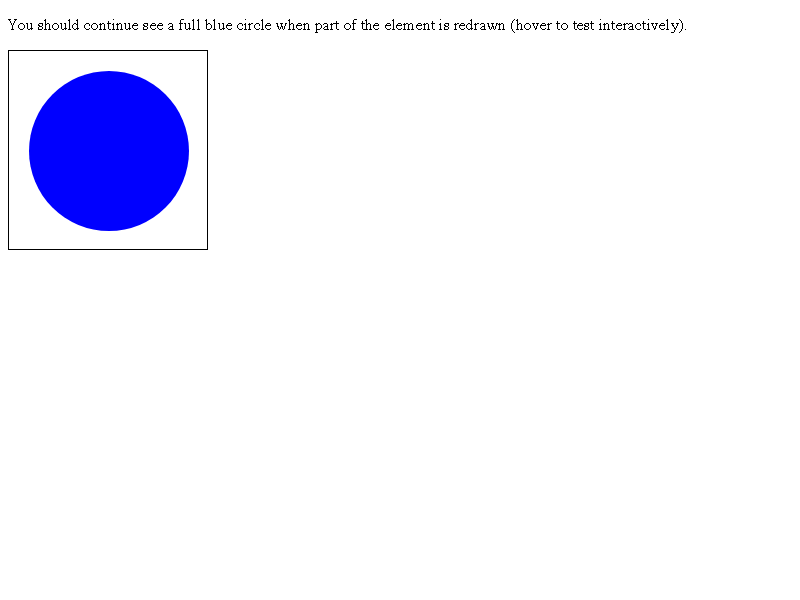 You should continue see a full blue circle when part of the element is redrawn (hover to test interactively).